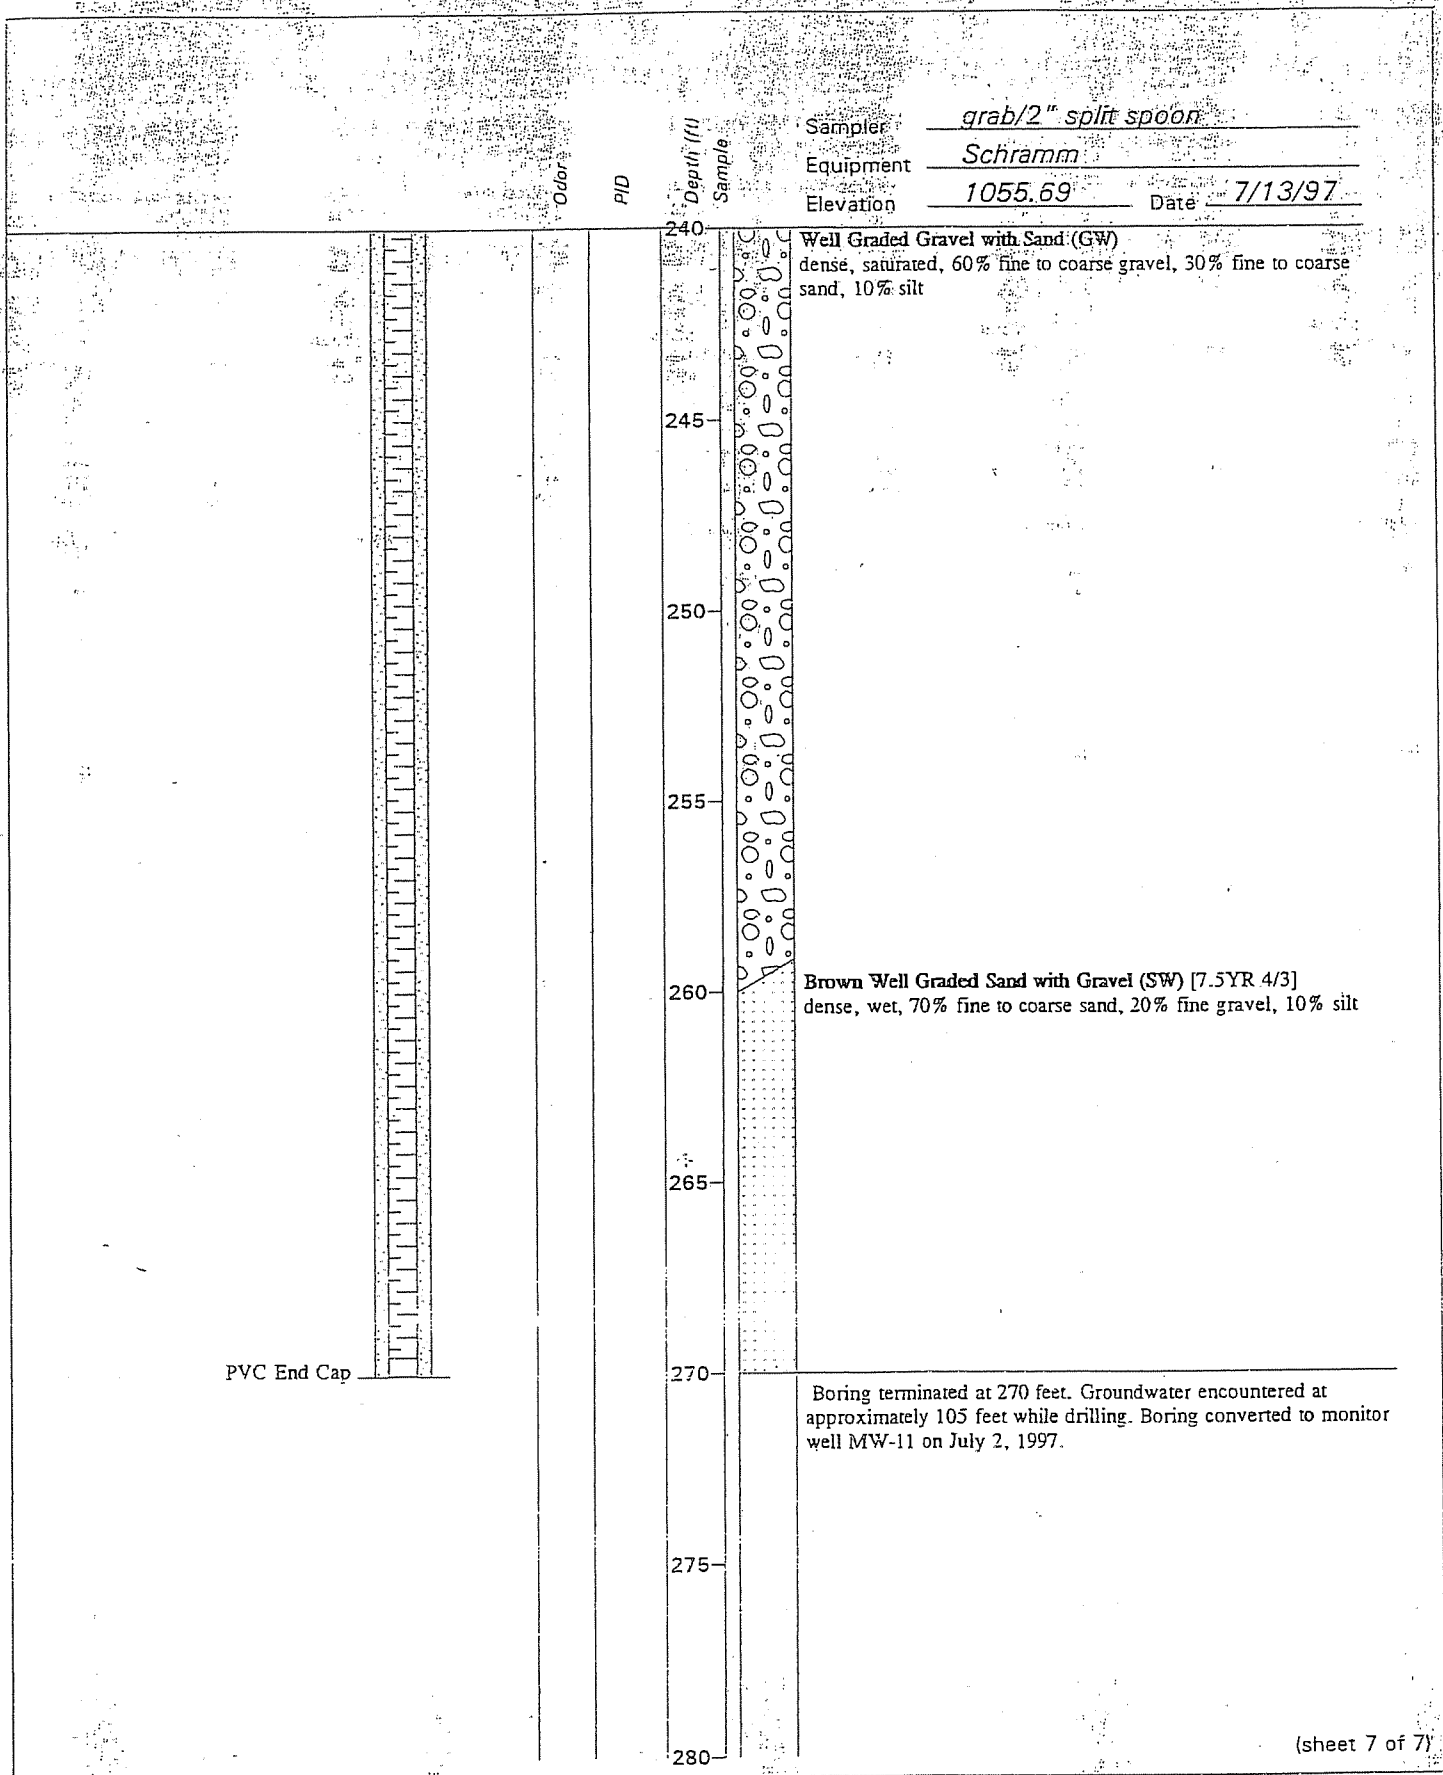 Sampler grab/2" split spoon
Equipment Schramm
Elevation 1055.69 Date 7/13/97
Odor
PID
Depth (ft)
Sample
240
Well Graded Gravel with Sand (GW)
dense, saturated, 60% fine to coarse gravel, 30% fine to coarse
sand, 10% silt
245
250
255
260
Brown Well Graded Sand with Gravel (SW) [7.5YR 4/3]
dense, wet, 70% fine to coarse sand, 20% fine gravel, 10% silt
265
PVC End Cap
270
Boring terminated at 270 feet. Groundwater encountered at
approximately 105 feet while drilling. Boring converted to monitor
well MW-11 on July 2, 1997.
275
280
(sheet 7 of 7)